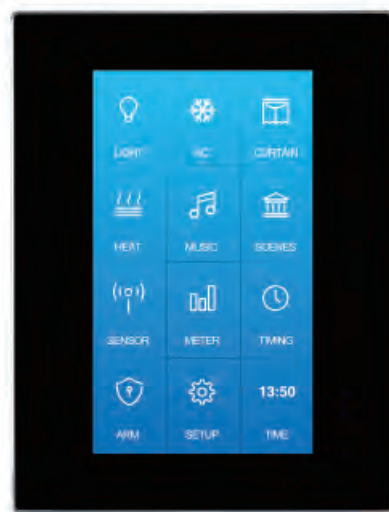 LIGHT AC CURTAIN
HEAT MUSIC SCENES
SENSOR METER TIMING
13:50
ARM SETUP TIME